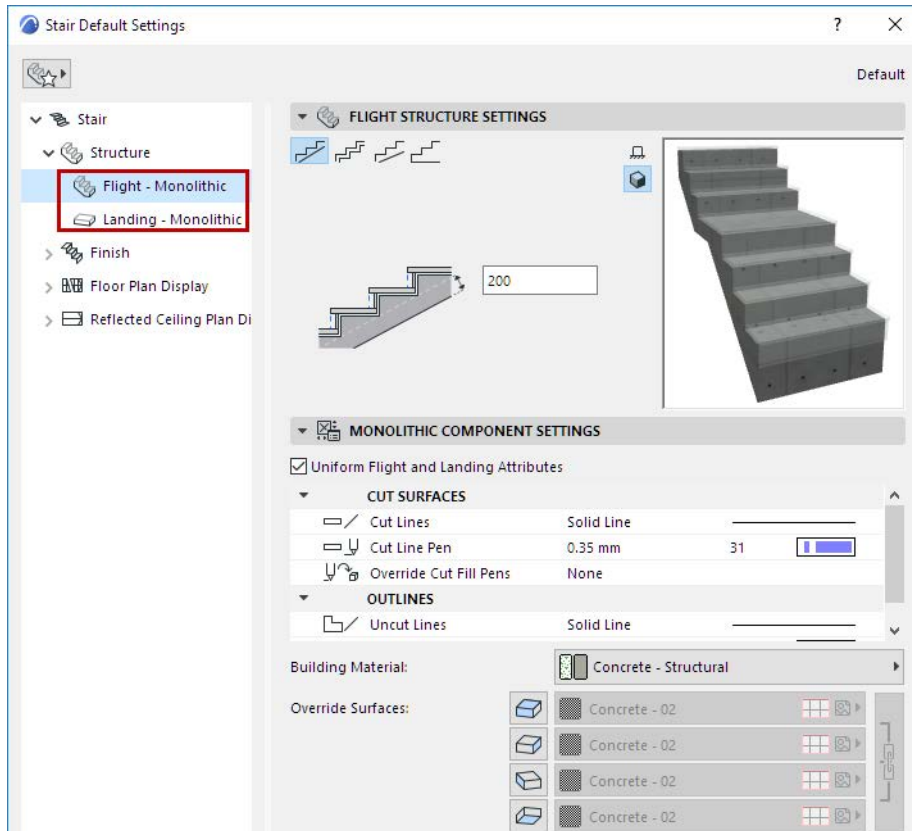 Stair Default Settings
?
Default
Stair
Structure
Flight - Monolithic
Landing - Monolithic
Finish
Floor Plan Display
Reflected Ceiling Plan Di
FLIGHT STRUCTURE SETTINGS
200
MONOLITHIC COMPONENT SETTINGS
Uniform Flight and Landing Attributes
CUT SURFACES
Cut Lines Solid Line
Cut Line Pen 0.35 mm 31
Override Cut Fill Pens None
OUTLINES
Uncut Lines Solid Line
Building Material: Concrete - Structural
Override Surfaces: Concrete - 02
Concrete - 02
Concrete - 02
Concrete - 02